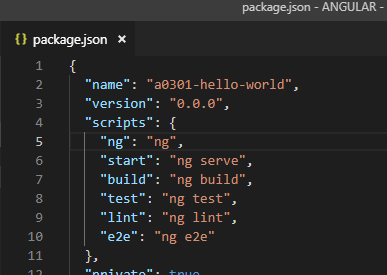 package.json - ANGULAR -
{} package.json ×
1 {
2 "name": "a0301-hello-world",
3 "version": "0.0.0",
4 "scripts": {
5 "ng": "ng",
6 "start": "ng serve",
7 "build": "ng build",
8 "test": "ng test",
9 "lint": "ng lint",
10 "e2e": "ng e2e"
11 },
"private": true